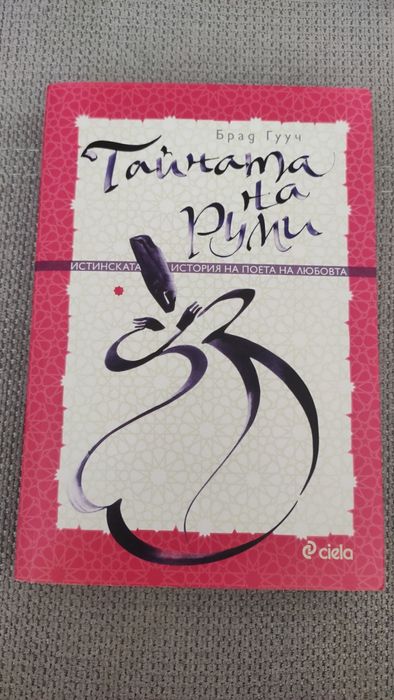 Брад Гууч
Тайната
на
Руми
ИСТИНСКАТА ИСТОРИЯ НА ПОЕТА НА ЛЮБОВТА
ciela